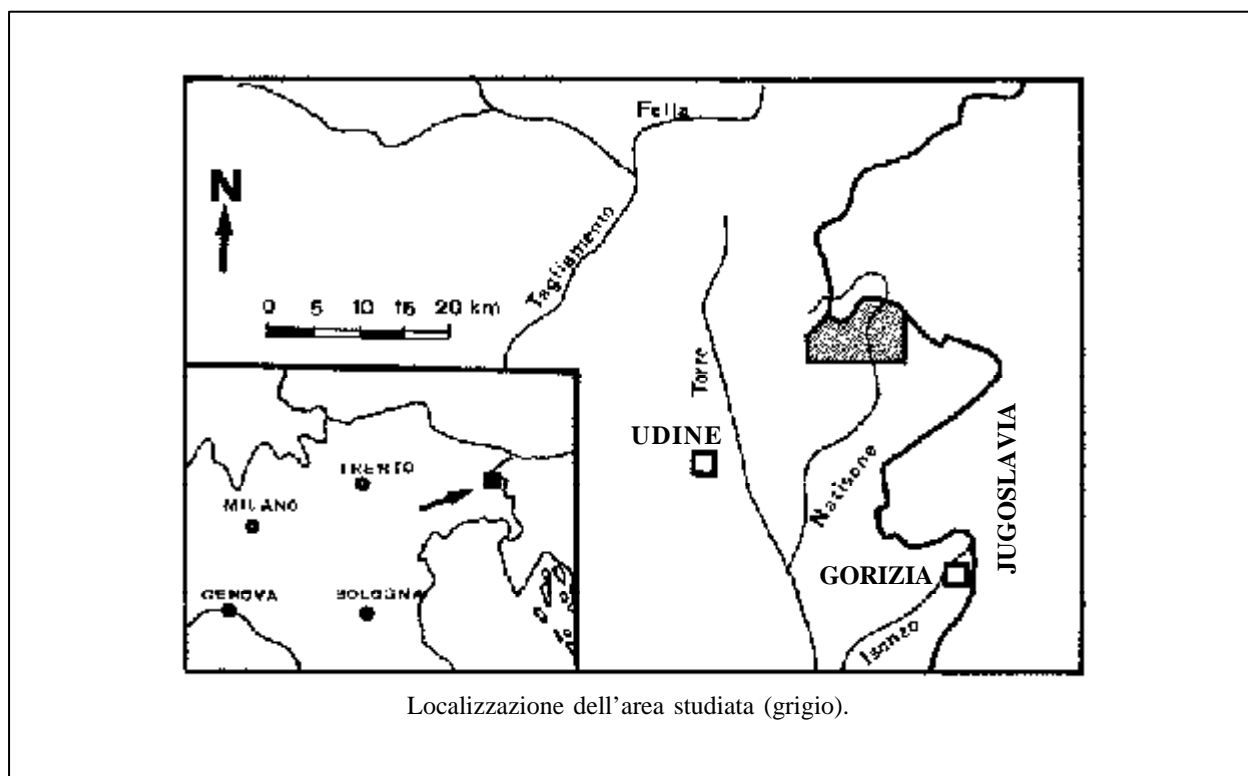 Fella
N
Tagliamento
0 5 10 15 20 km
Torre
UDINE
Natisone
JUGOSLAVIA
GORIZIA
Isonzo
TRENTO
MILANO
GENOVA
BOLOGNA
Localizzazione dell'area studiata (grigio).